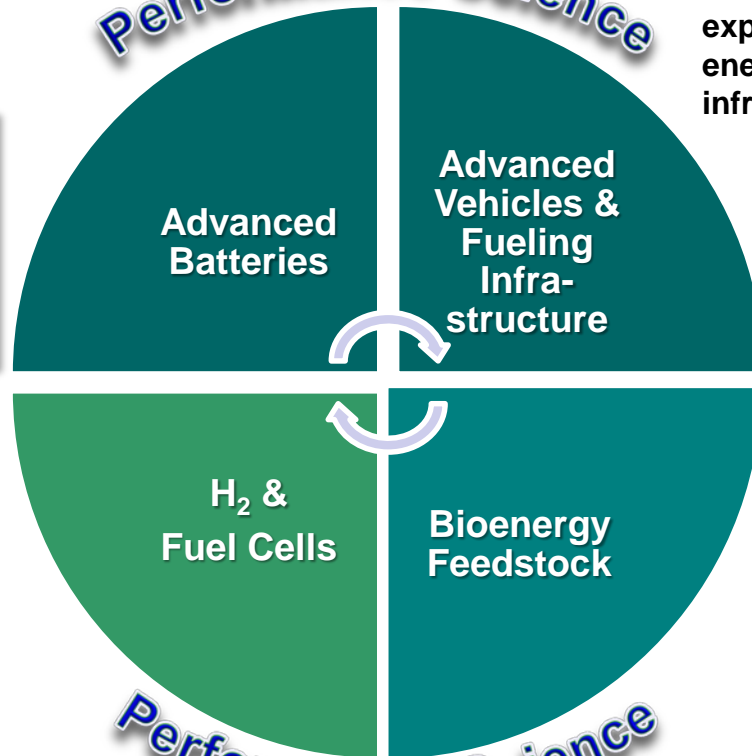 exp
ene
infr
Advanced
Vehicles &
Fueling
Infra-
structure
Advanced
Batteries
H₂ &
Fuel Cells
Bioenergy
Feedstock